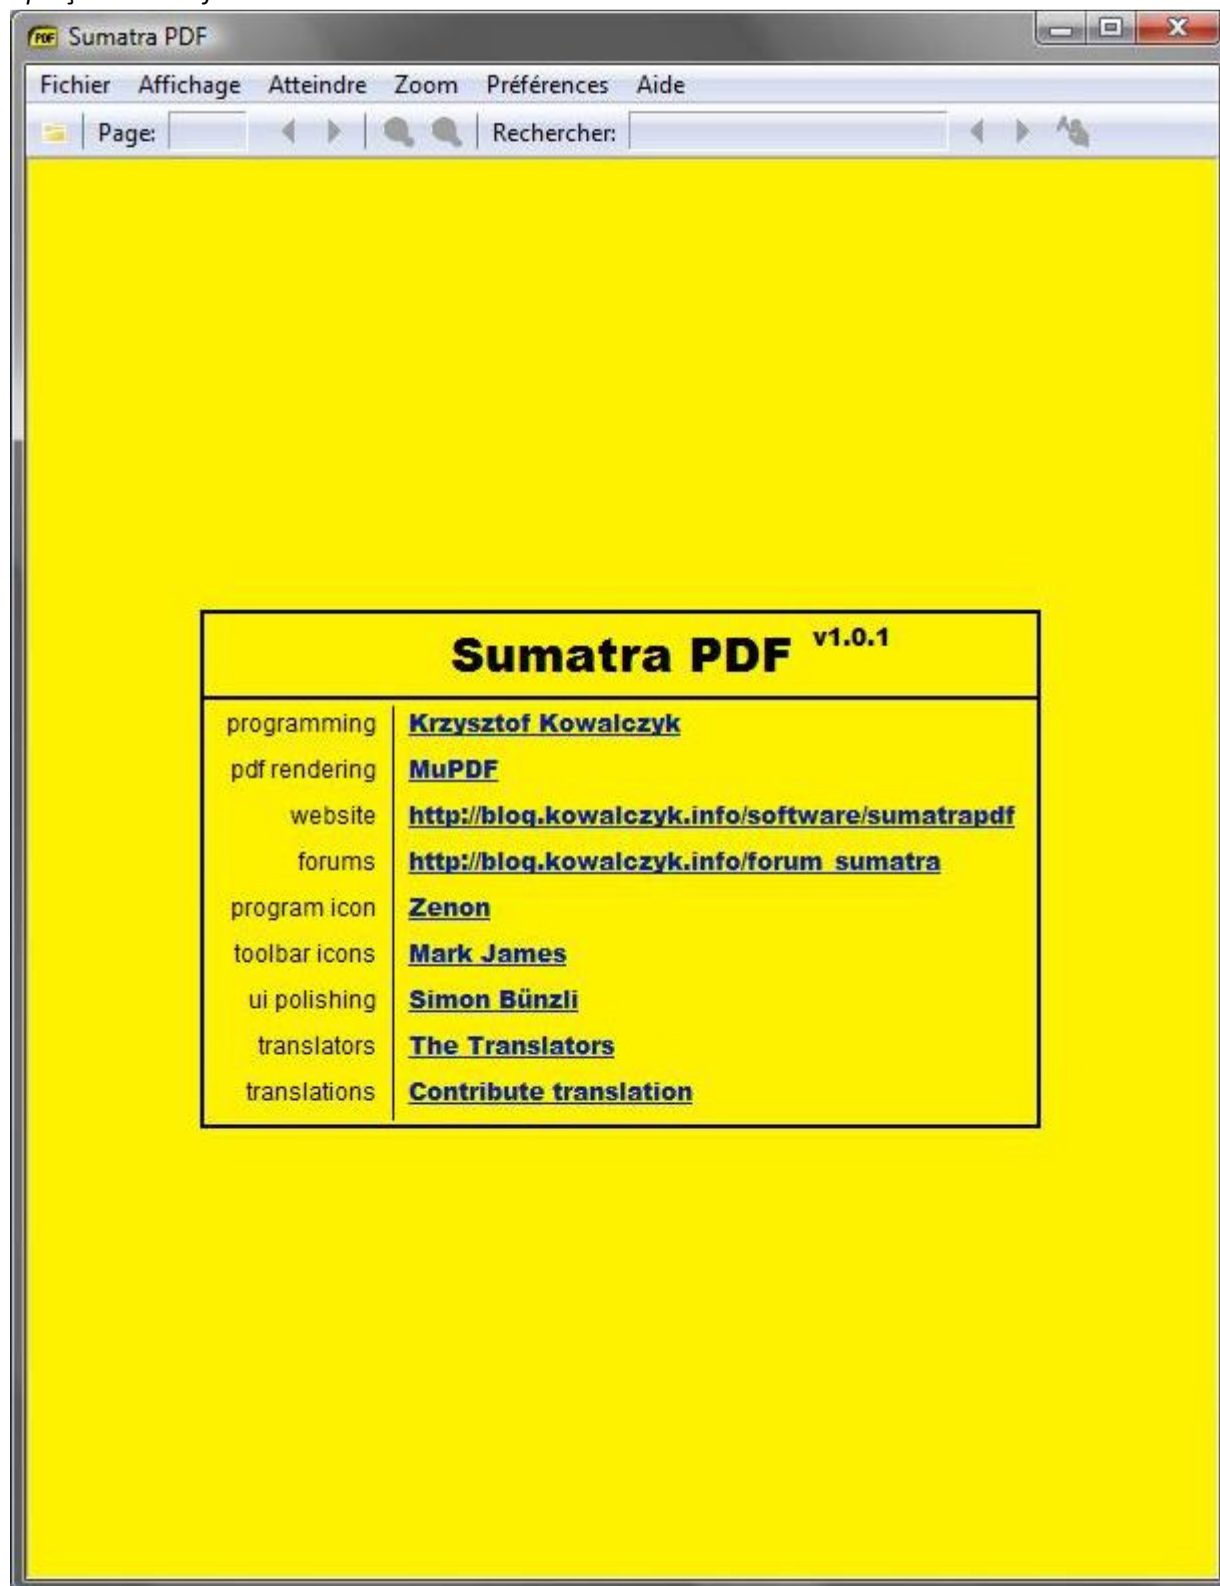 Sumatra PDF
Fichier Affichage Atteindre Zoom Préférences Aide
Page: Rechercher:
Sumatra PDF v1.0.1
programming Krzysztof Kowalczyk
pdf rendering MuPDF
website http://blog.kowalczyk.info/software/sumatrapdf
forums http://blog.kowalczyk.info/forum_sumatra
program icon Zenon
toolbar icons Mark James
ui polishing Simon Bünzli
translators The Translators
translations Contribute translation